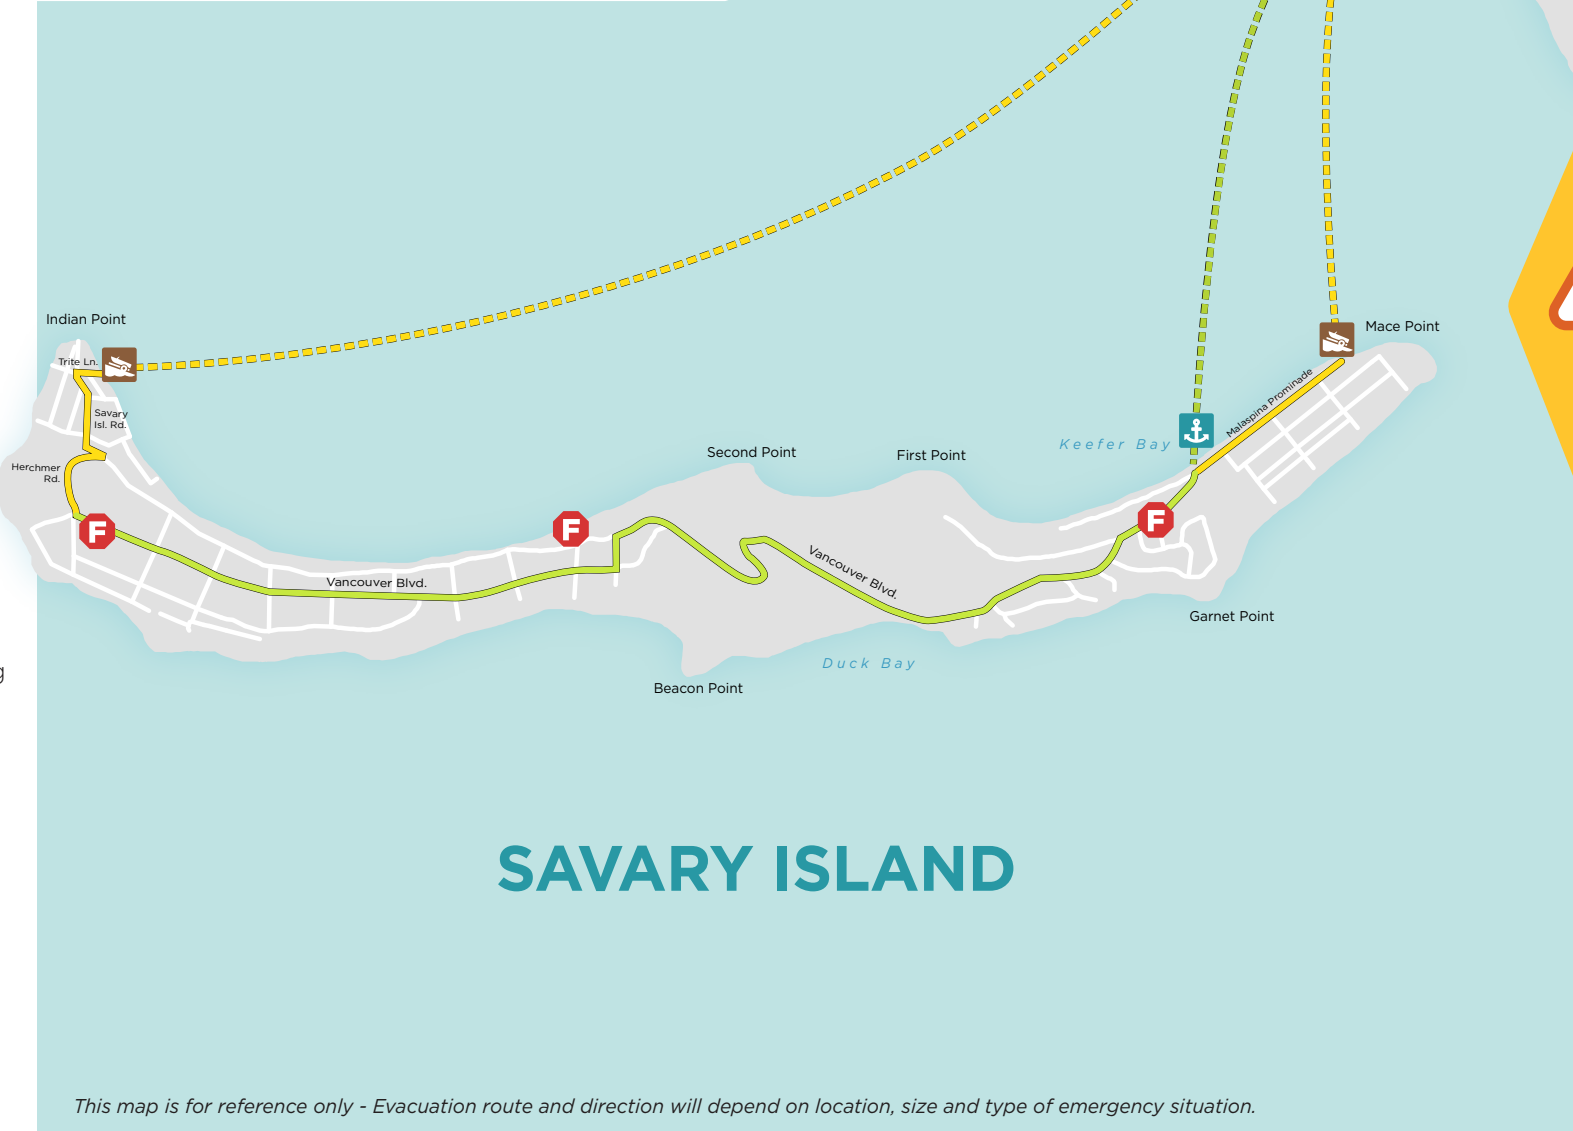 Indian Point
Mace Point
Trite Ln.
Malaspina Prominade
Savary
Isl. Rd.
Keefer Bay
Second Point
First Point
Herchmer
Rd.
F
F
F
Vancouver Blvd.
Vancouver Blvd.
Garnet Point
Duck Bay
g
Beacon Point
SAVARY ISLAND
This map is for reference only - Evacuation route and direction will depend on location, size and type of emergency situation.